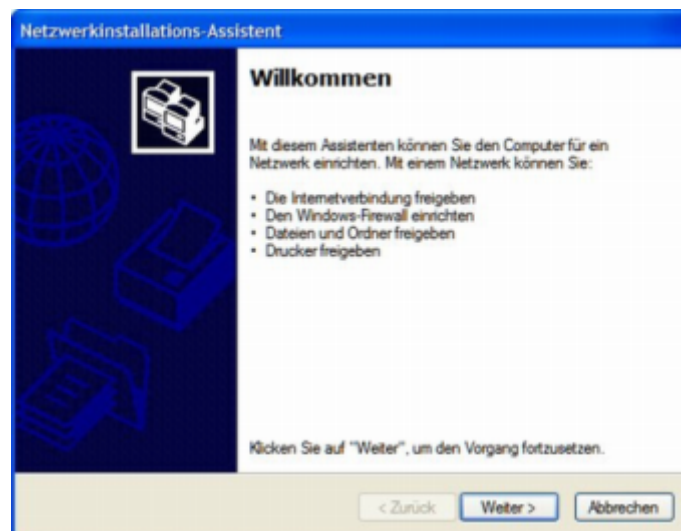 Netzwerkinstallations-Assistent
Willkommen
Mit diesem Assistenten können Sie den Computer für ein
Netzwerk einrichten. Mit einem Netzwerk können Sie:
• Die Internetverbindung freigeben
• Den Windows-Firewall einrichten
• Dateien und Ordner freigeben
• Drucker freigeben
Klicken Sie auf "Weiter", um den Vorgang fortzusetzen.
< Zurück Weiter > Abbrechen